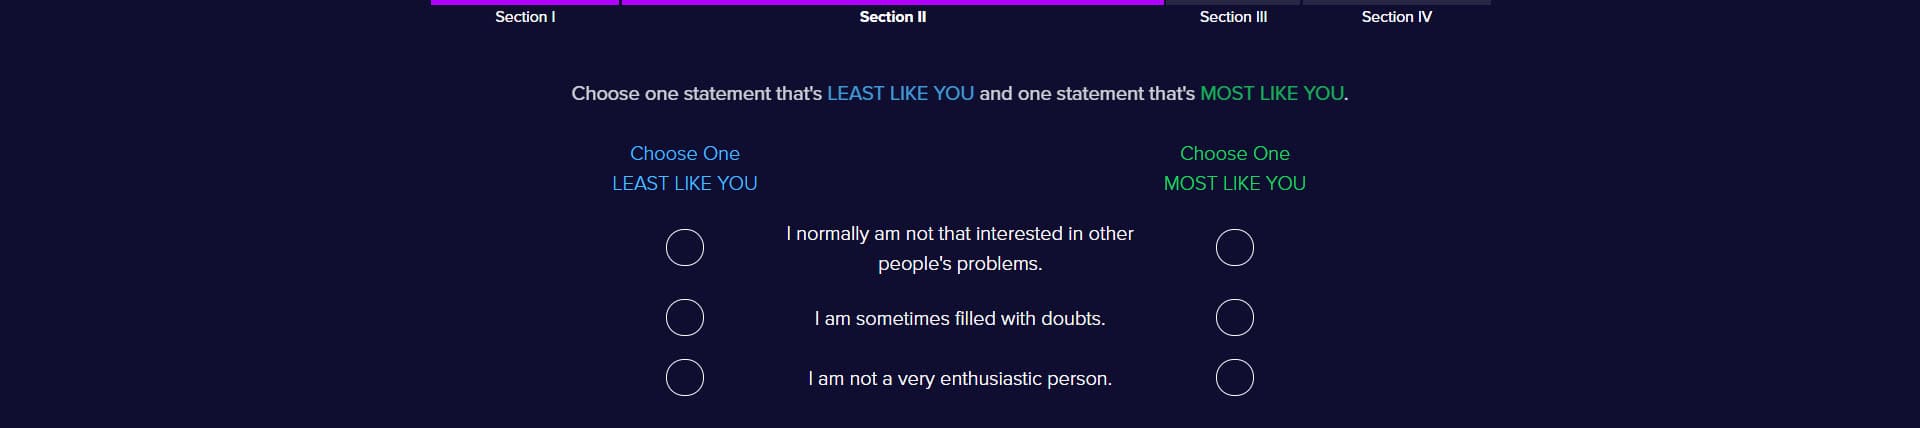 Section I
Section II
Section III
Section IV
Choose one statement that's LEAST LIKE YOU and one statement that's MOST LIKE YOU.
Choose One
LEAST LIKE YOU
Choose One
MOST LIKE YOU
I normally am not that interested in other
people's problems.
I am sometimes filled with doubts.
I am not a very enthusiastic person.